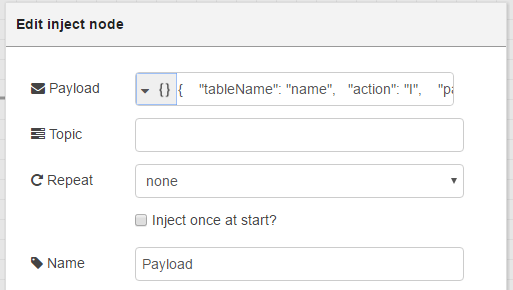 Edit inject node
Payload {} { "tableName": "name", "action": "I", "pa
Topic
Repeat none
Inject once at start?
Name Payload